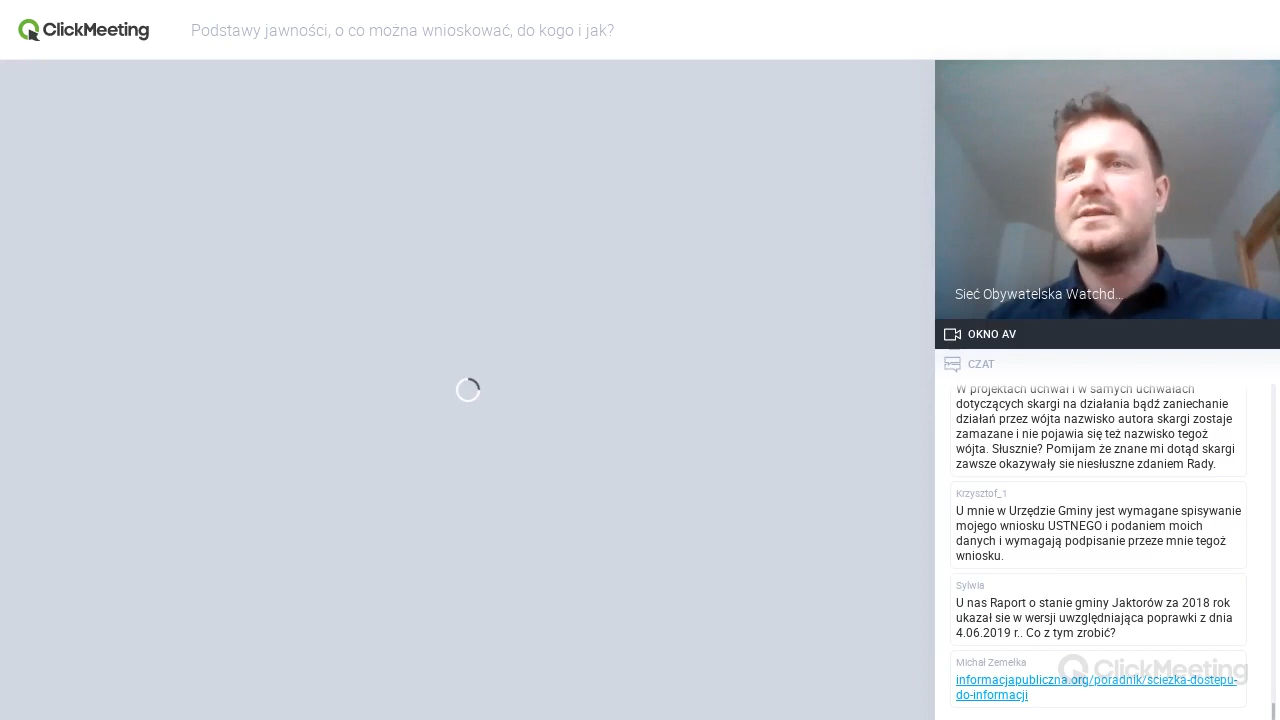 ClickMeeting
Podstawy jawności, o co można wnioskować, do kogo i jak?
Sieć Obywatelska Watchd...
OKNO AV
CZAT
W projektach uchwał i w samych uchwałach
dotyczących skargi na działania bądź zaniechanie
działań przez wójta nazwisko autora skargi zostaje
zamazane i nie pojawia się też nazwisko tegoż
wójta. Słusznie? Pomijam że znane mi dotąd skargi
zawsze okazywały sie niesłuszne zdaniem Rady.
Krzysztof_1
U mnie w Urzędzie Gminy jest wymagane spisywanie
mojego wniosku USTNEGO i podaniem moich
danych i wymagają podpisanie przeze mnie tegoż
wniosku.
Sylwia
U nas Raport o stanie gminy Jaktorów za 2018 rok
ukazał sie w wersji uwzględniająca poprawki z dnia
4.06.2019 r.. Co z tym zrobić?
Michał Zemełka
informacjapubliczna.org/poradnik/sciezka-dostepu-
do-informacji
ClickMeeting